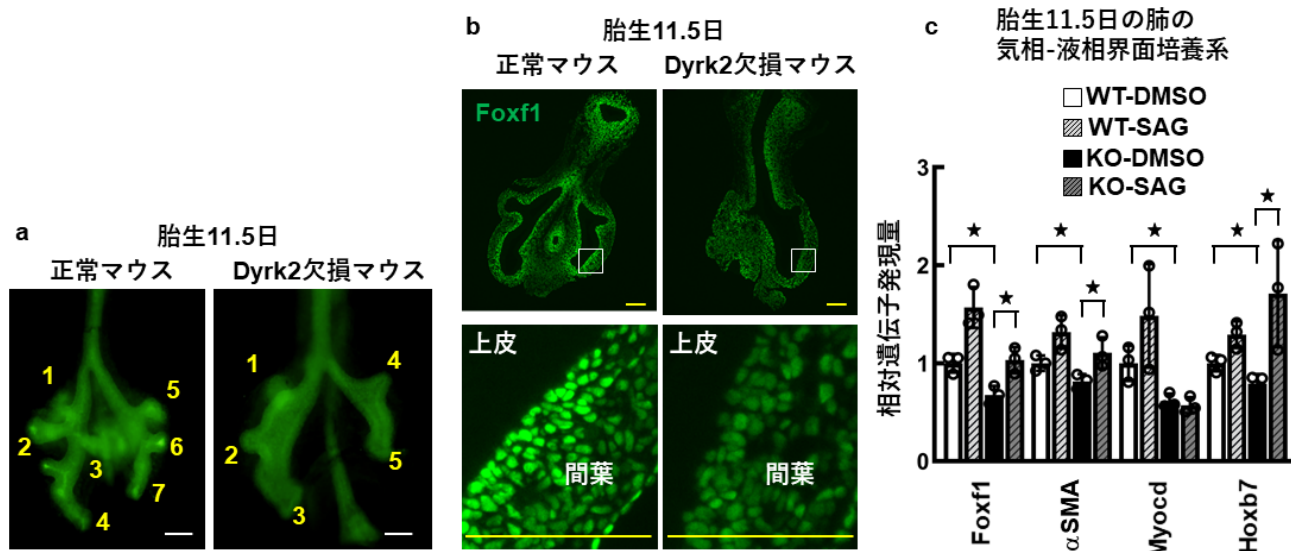 a
胎生11.5日
正常マウス
Dyrk2欠損マウス
1
2
3
4
5
6
7
1
2
3
4
5
b
胎生11.5日
正常マウス
Dyrk2欠損マウス
Foxf1
上皮
間葉
上皮
間葉
c
胎生11.5日の肺の
気相-液相界面培養系
WT-DMSO
WT-SAG
KO-DMSO
KO-SAG
相対遺伝子発現量
3
2
1
0
★
★
★
★
★
★
★
Foxf1
αSMA
Myocd
Hoxb7